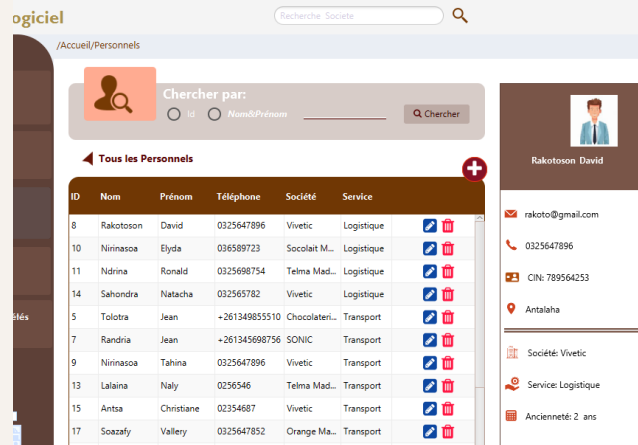 ogiciel
Recherche Societe
/Accueil/Personnels
Chercher par:
Id Nom&Prénom Chercher
Tous les Personnels
ID Nom Prénom Téléphone Société Service
8 Rakotoson David 0325647896 Vivetic Logistique
10 Nirinasoa Elyda 036589723 Socolait M... Logistique
11 Ndrina Ronald 0325698754 Telma Mad... Logistique
14 Sahondra Natacha 032565782 Vivetic Logistique
5 Tolotra Jean +261349855510 Chocolateri... Transport
7 Randria Jean +261345698756 SONIC Transport
9 Nirinasoa Tahina 0325647896 Vivetic Transport
13 Lalaina Naly 0256546 Telma Mad... Transport
15 Antsa Christiane 02354687 Vivetic Transport
17 Soazafy Vallery 0325647852 Orange Ma... Transport
étés
Rakotoson David
rakoto@gmail.com
0325647896
CIN: 789564253
Antalaha
Société: Vivetic
Service: Logistique
Ancienneté: 2 ans